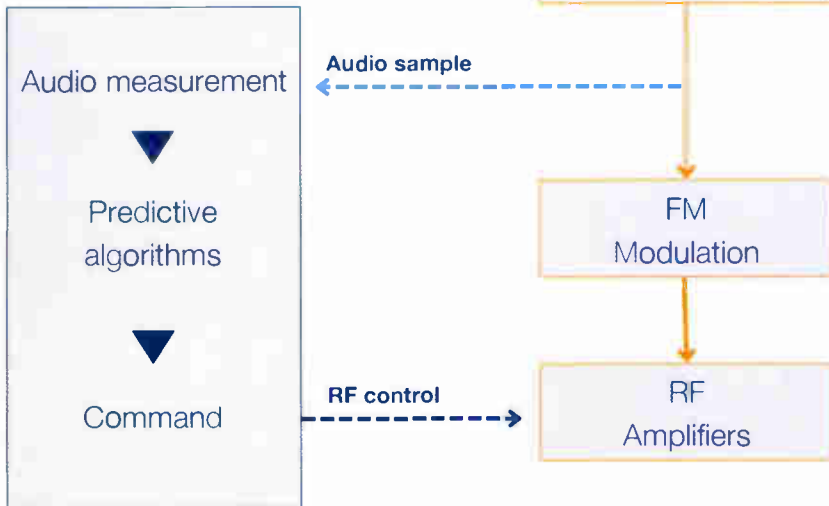 Audio sample
Audio measurement
Predictive
algorithms
FM
Modulation
RF control
Command
RF
Amplifiers